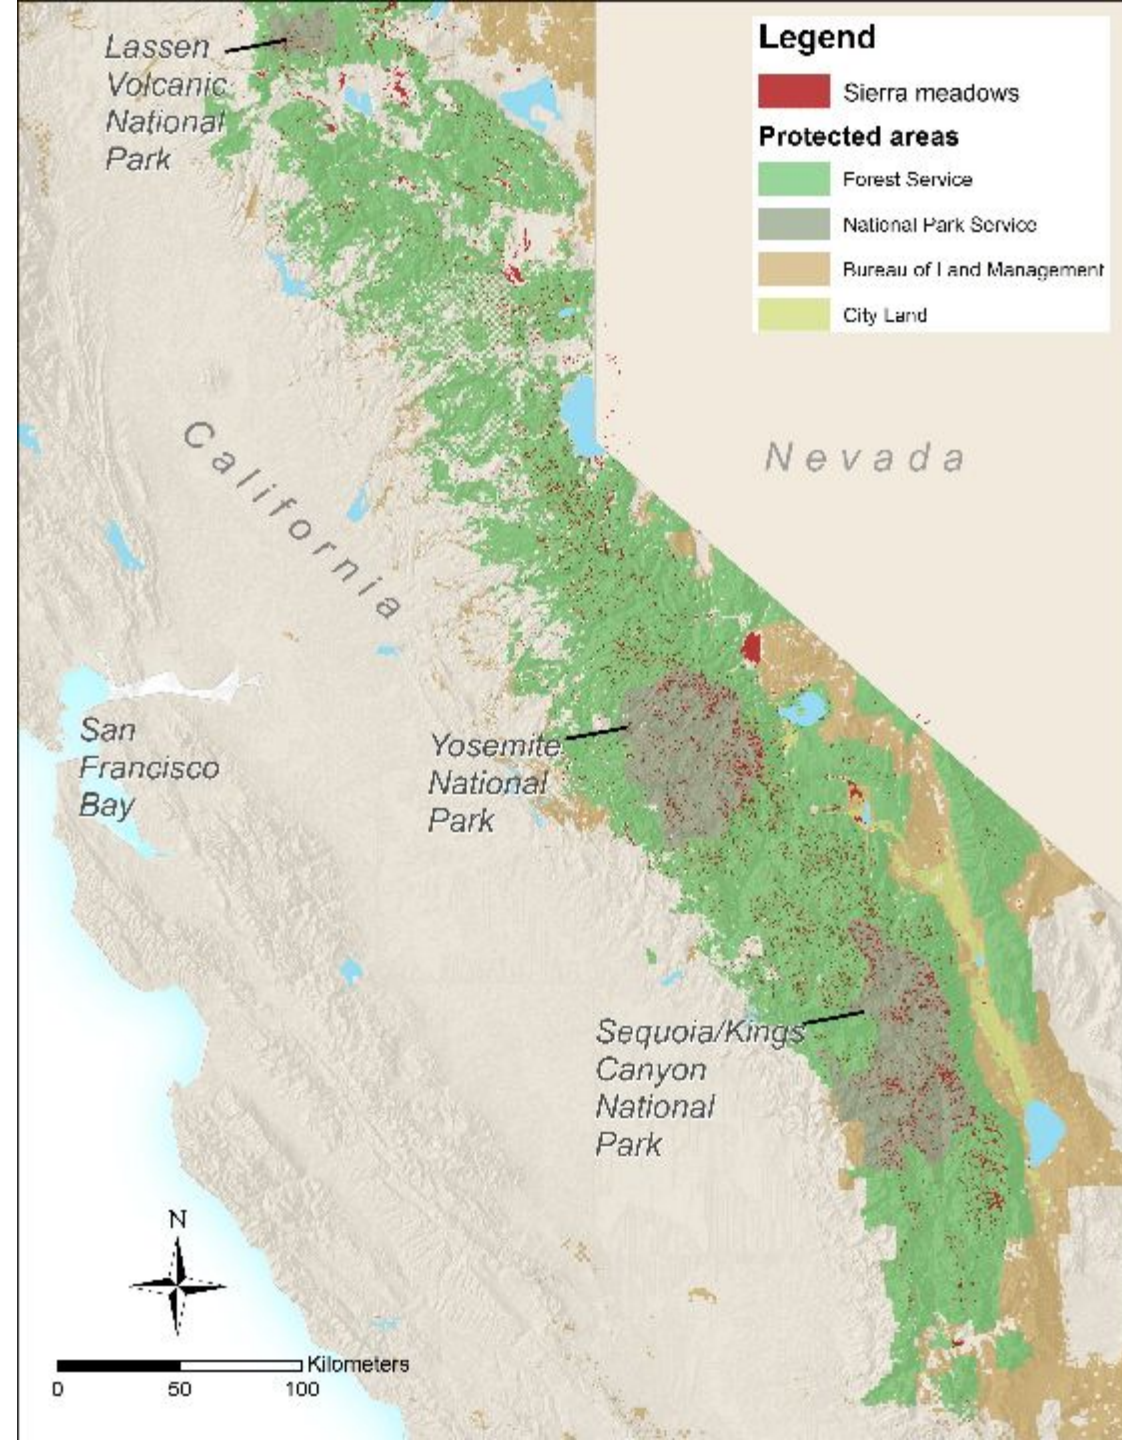 Lassen
Volcanic
National
Park
Legend
Sierra meadows
Protected areas
Forest Service
National Park Service
Bureau of Land Management
City Land
California
Nevada
San
Francisco
Bay
Yosemite
National
Park
Sequoia/Kings
Canyon
National
Park
N
Kilometers
0 50 100